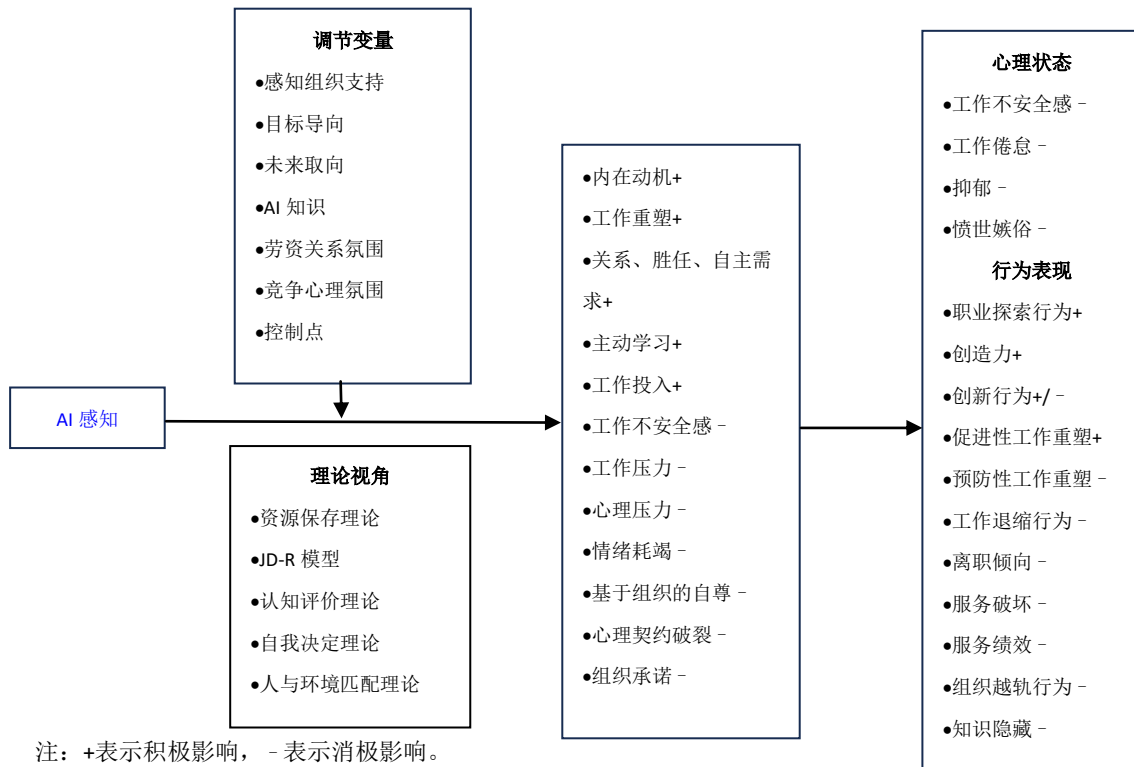 调节变量
●感知组织支持
●目标导向
●未来取向
●AI 知识
●劳资关系氛围
●竞争心理氛围
●控制点
AI 感知
理论视角
●资源保存理论
●JD-R 模型
●认知评价理论
●自我决定理论
●人与环境匹配理论
●内在动机+
●工作重塑+
●关系、胜任、自主需
求+
●主动学习+
●工作投入+
●工作不安全感﹣
●工作压力﹣
●心理压力﹣
●情绪耗竭﹣
●基于组织的自尊﹣
●心理契约破裂﹣
●组织承诺﹣
心理状态
●工作不安全感﹣
●工作倦怠﹣
●抑郁﹣
●愤世嫉俗﹣
行为表现
●职业探索行为+
●创造力+
●创新行为+/﹣
●促进性工作重塑+
●预防性工作重塑﹣
●工作退缩行为﹣
●离职倾向﹣
●服务破坏﹣
●服务绩效﹣
●组织越轨行为﹣
●知识隐藏﹣
注：+表示积极影响，﹣表示消极影响。